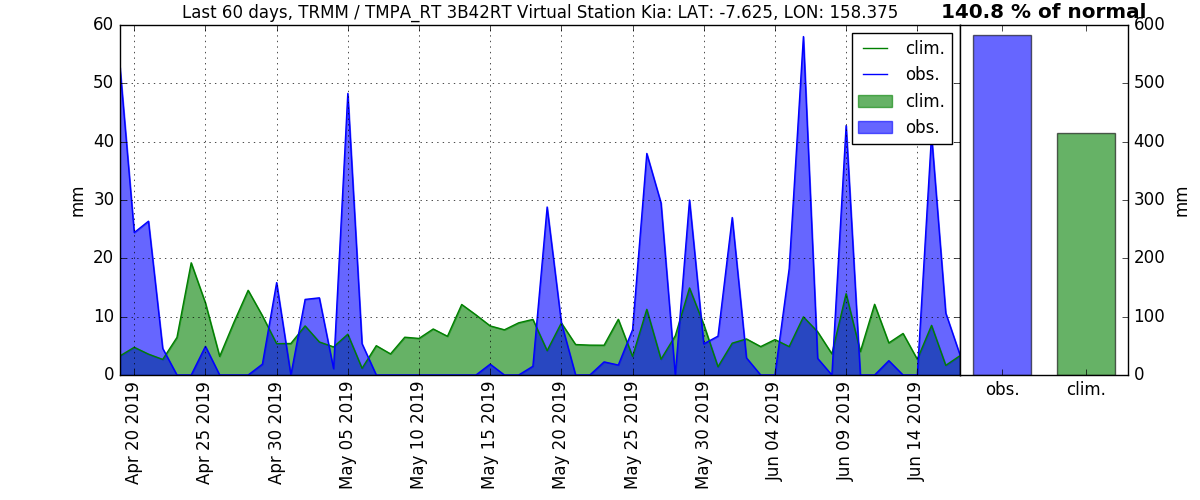 Last 60 days, TRMM / TMPA_RT 3B42RT Virtual Station Kia: LAT: -7.625, LON: 158.375
140.8 % of normal
60
50
40
30
20
10
0
mm
clim.
obs.
clim.
obs.
600
500
400
300
200
100
0
mm
Apr 20 2019
Apr 25 2019
Apr 30 2019
May 05 2019
May 10 2019
May 15 2019
May 20 2019
May 25 2019
May 30 2019
Jun 04 2019
Jun 09 2019
Jun 14 2019
obs.
clim.